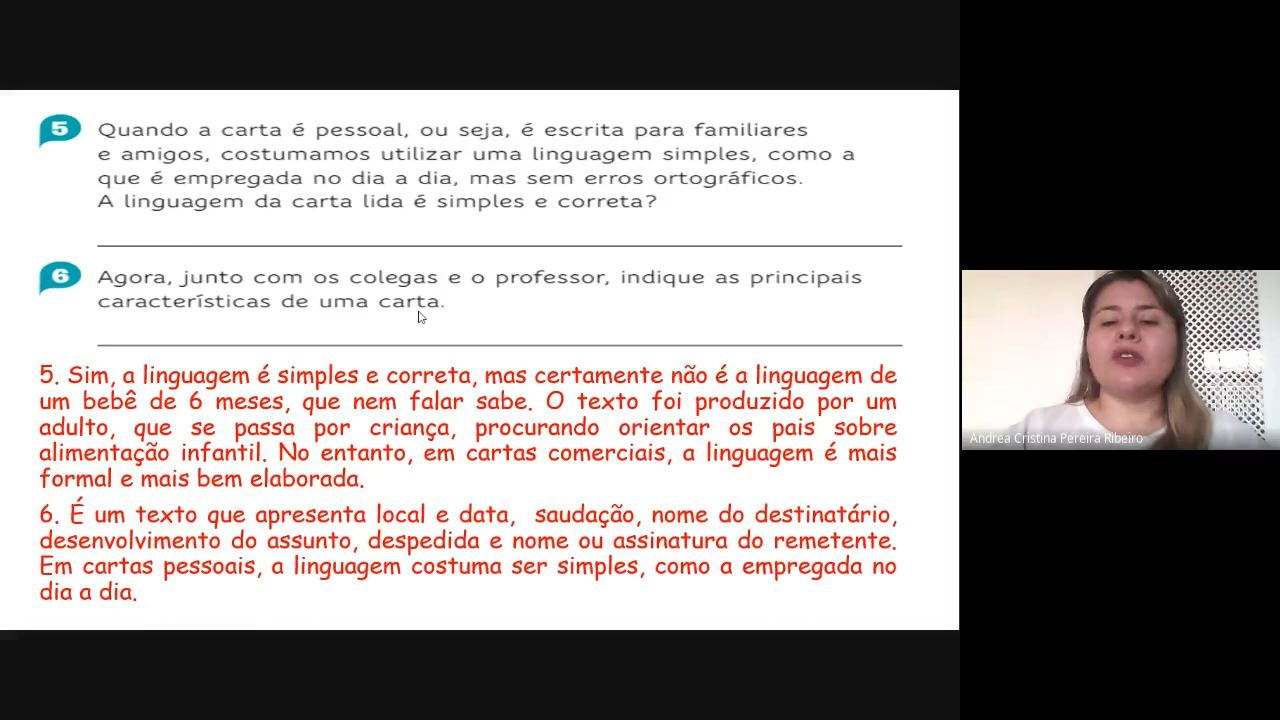 5 Quando a carta é pessoal, ou seja, é escrita para familiares
e amigos, costumamos utilizar uma linguagem simples, como a
que é empregada no dia a dia, mas sem erros ortográficos.
A linguagem da carta lida é simples e correta?
6 Agora, junto com os colegas e o professor, indique as principais
características de uma carta.
5. Sim, a linguagem é simples e correta, mas certamente não é a linguagem de
um bebê de 6 meses, que nem falar sabe. O texto foi produzido por um
adulto, que se passa por criança, procurando orientar os pais sobre
alimentação infantil. No entanto, em cartas comerciais, a linguagem é mais
formal e mais bem elaborada.
6. É um texto que apresenta local e data, saudação, nome do destinatário,
desenvolvimento do assunto, despedida e nome ou assinatura do remetente.
Em cartas pessoais, a linguagem costuma ser simples, como a empregada no
dia a dia.
Andrea Cristina Pereira Ribeiro